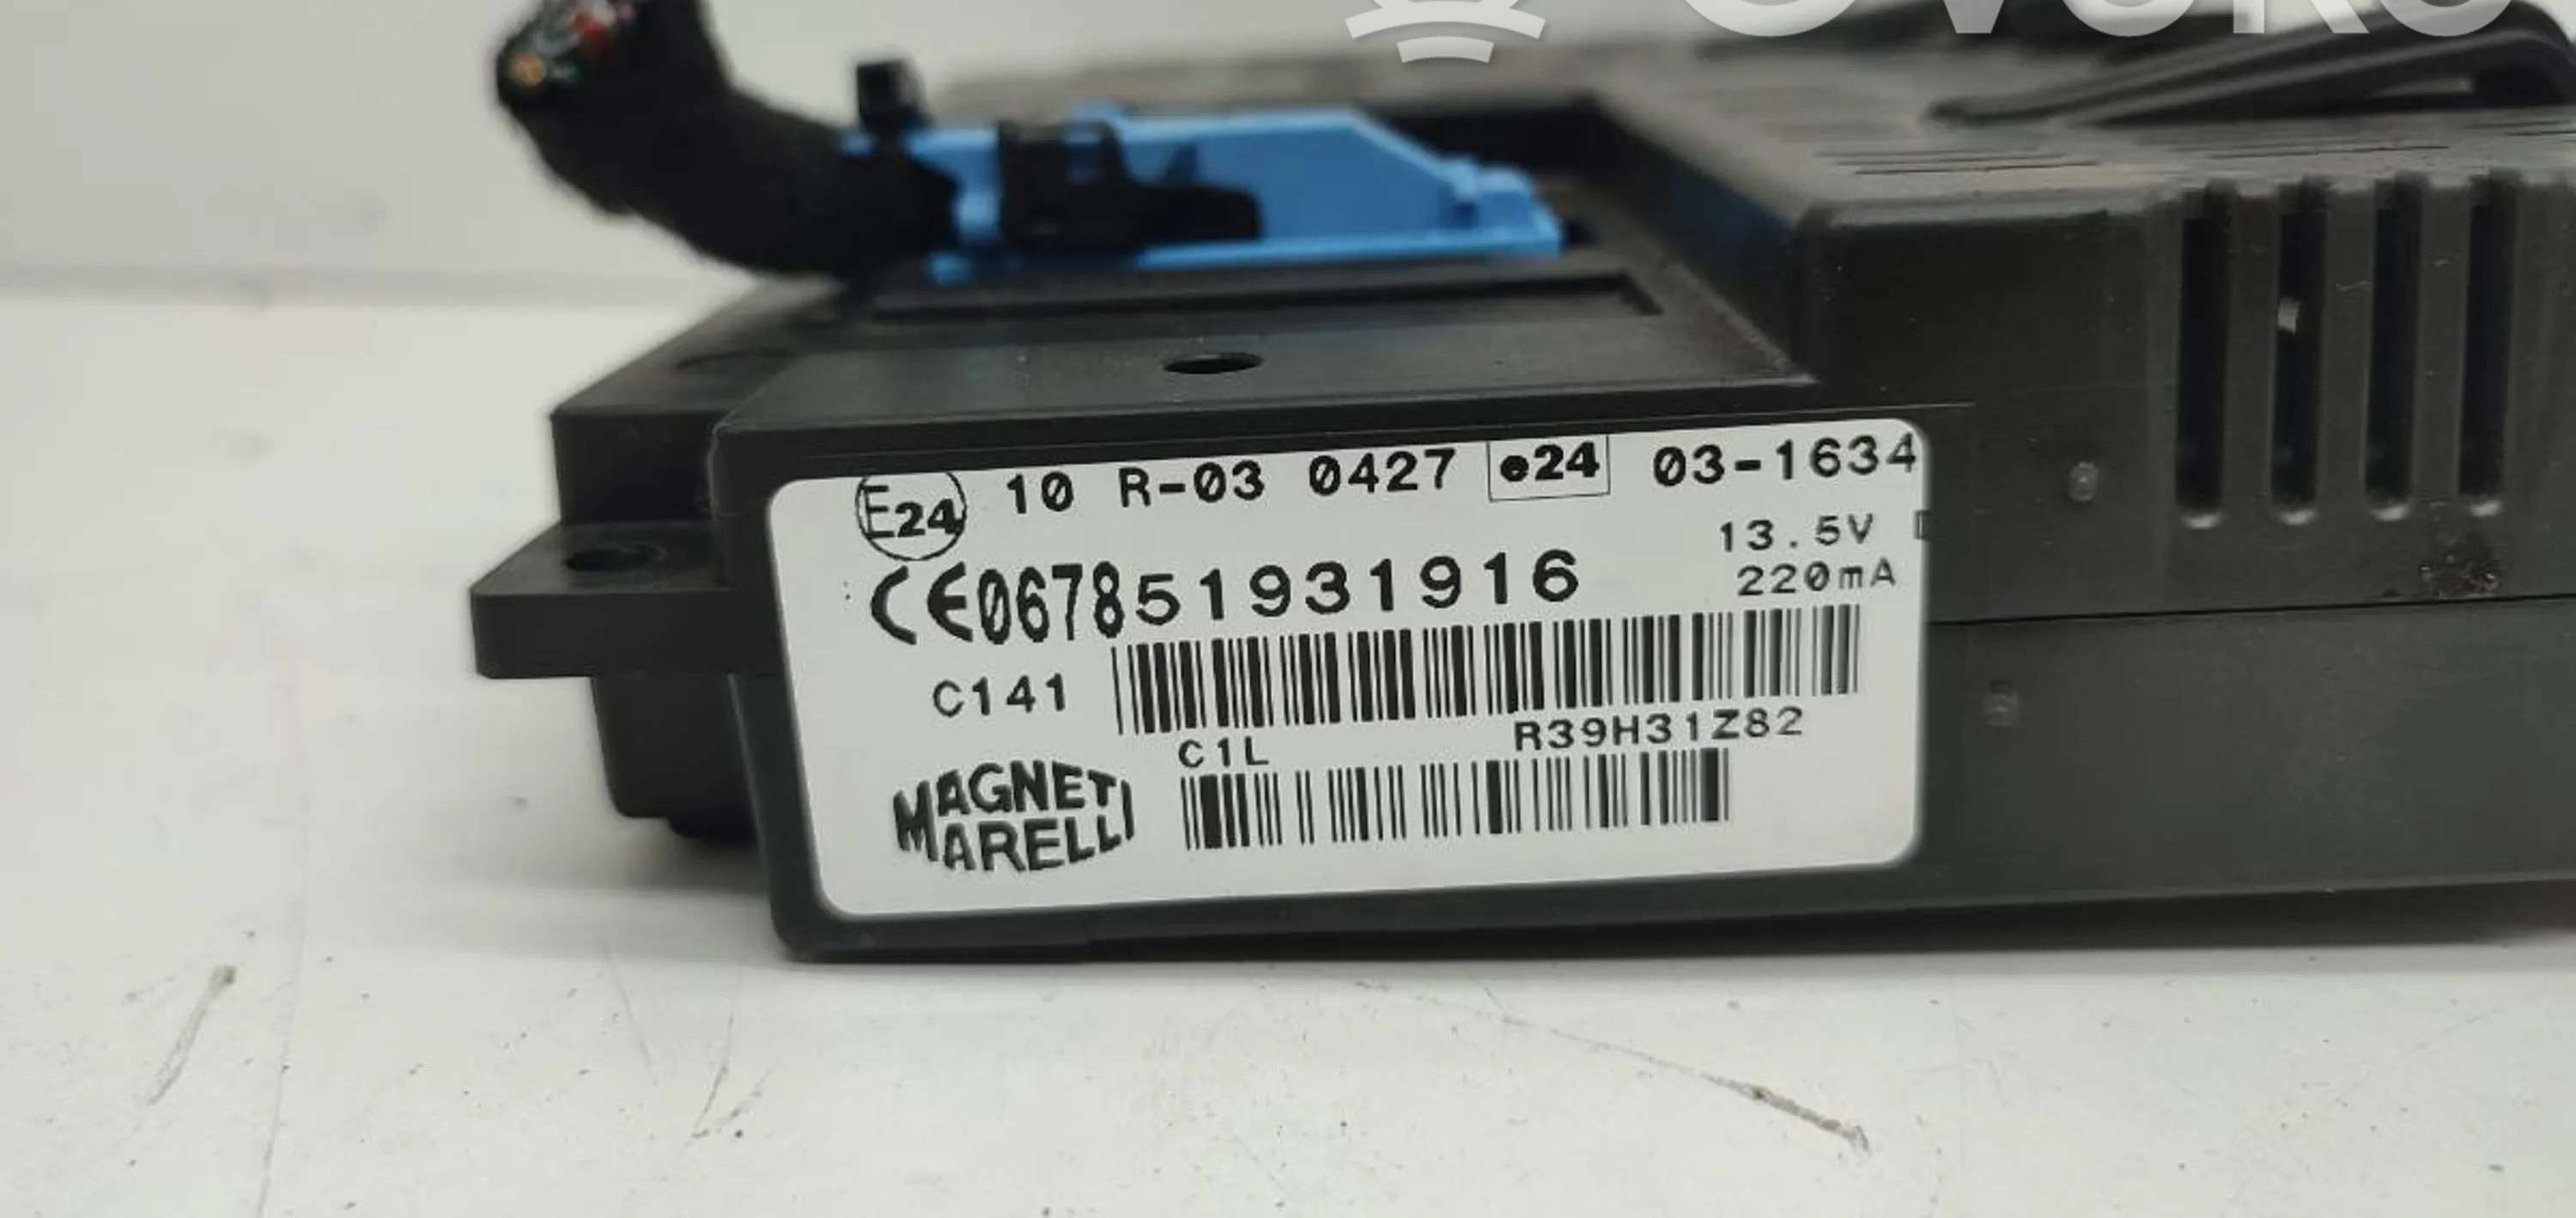 E24 10 R-03 0427 e24 03-1634
13.5V
CE0678 51931916 220mA
C141
C1L R39H31Z82
MAGNETI
MARELLI